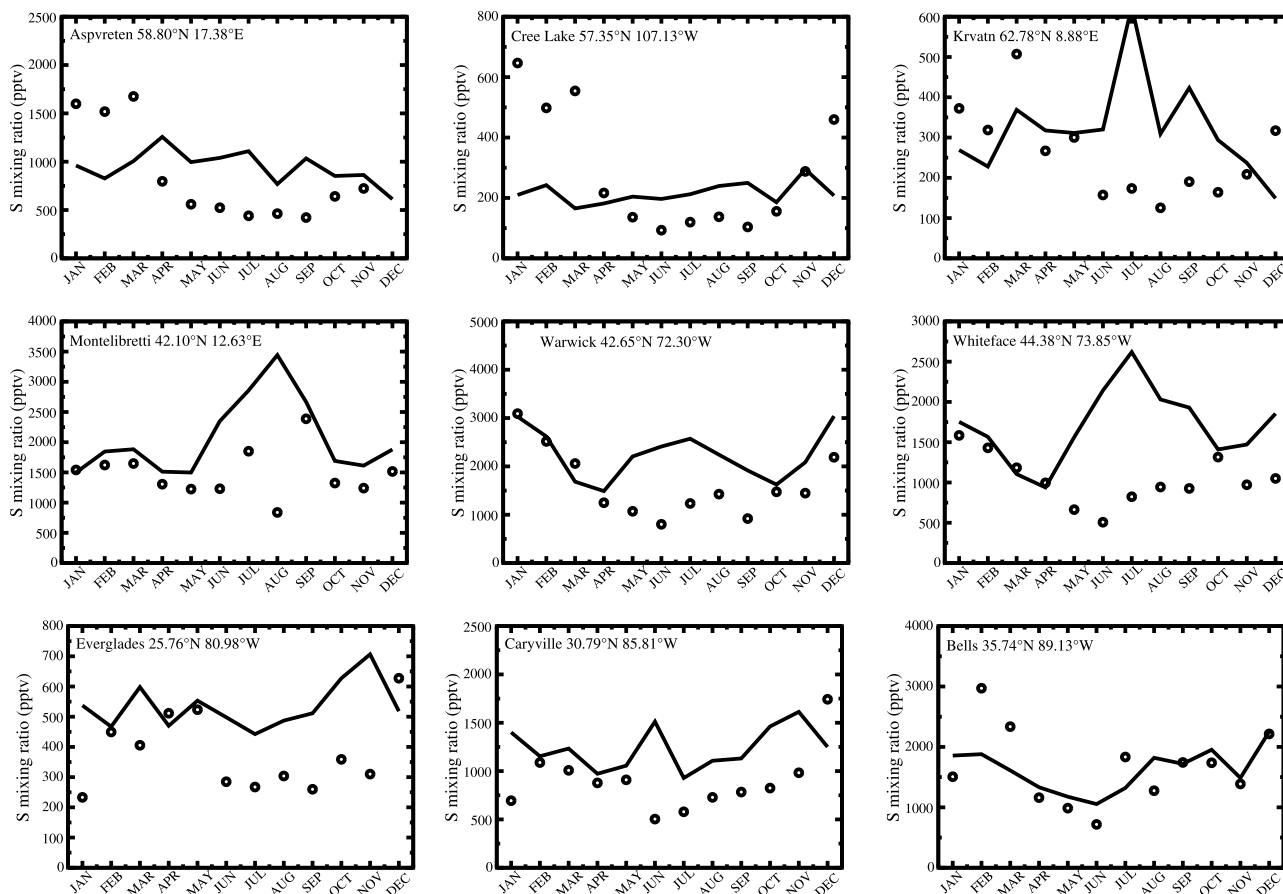 Aspvreten 58.80°N 17.38°E
S mixing ratio (pptv)
2500
2000
1500
1000
500
0
JAN FEB MAR APR MAY JUN JUL AUG SEP OCT NOV DEC
Cree Lake 57.35°N 107.13°W
S mixing ratio (pptv)
800
600
400
200
0
JAN FEB MAR APR MAY JUN JUL AUG SEP OCT NOV DEC
Krvatn 62.78°N 8.88°E
S mixing ratio (pptv)
600
500
400
300
200
100
0
JAN FEB MAR APR MAY JUN JUL AUG SEP OCT NOV DEC
Montelibretti 42.10°N 12.63°E
S mixing ratio (pptv)
4000
3500
3000
2500
2000
1500
1000
500
0
JAN FEB MAR APR MAY JUN JUL AUG SEP OCT NOV DEC
Warwick 42.65°N 72.30°W
S mixing ratio (pptv)
5000
4000
3000
2000
1000
0
JAN FEB MAR APR MAY JUN JUL AUG SEP OCT NOV DEC
Whiteface 44.38°N 73.85°W
S mixing ratio (pptv)
3000
2500
2000
1500
1000
500
0
JAN FEB MAR APR MAY JUN JUL AUG SEP OCT NOV DEC
Everglades 25.76°N 80.98°W
S mixing ratio (pptv)
800
700
600
500
400
300
200
100
0
JAN FEB MAR APR MAY JUN JUL AUG SEP OCT NOV DEC
Caryville 30.79°N 85.81°W
S mixing ratio (pptv)
2500
2000
1500
1000
500
0
JAN FEB MAR APR MAY JUN JUL AUG SEP OCT NOV DEC
Bells 35.74°N 89.13°W
S mixing ratio (pptv)
4000
3000
2000
1000
0
JAN FEB MAR APR MAY JUN JUL AUG SEP OCT NOV DEC